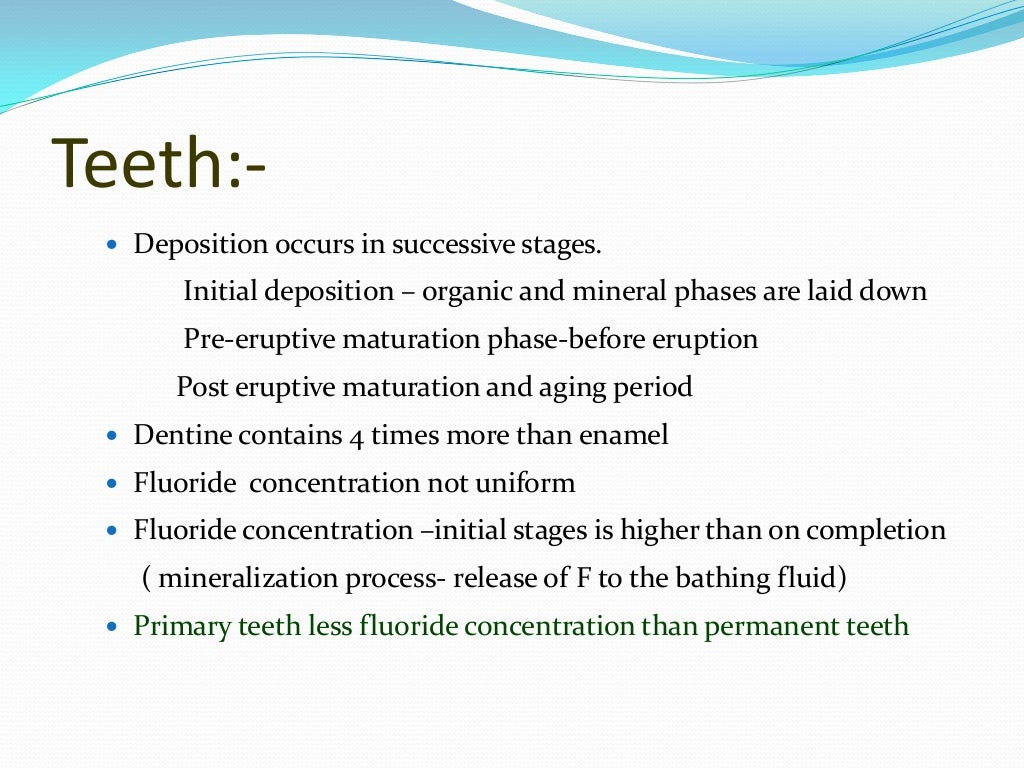 Teeth:-
Deposition occurs in successive stages.
Initial deposition – organic and mineral phases are laid down
Pre-eruptive maturation phase-before eruption
Post eruptive maturation and aging period
Dentine contains 4 times more than enamel
Fluoride  concentration not uniform
Fluoride concentration –initial stages is higher than on completion
( mineralization process- release of F to the bathing fluid)
Primary teeth less fluoride concentration than permanent teeth